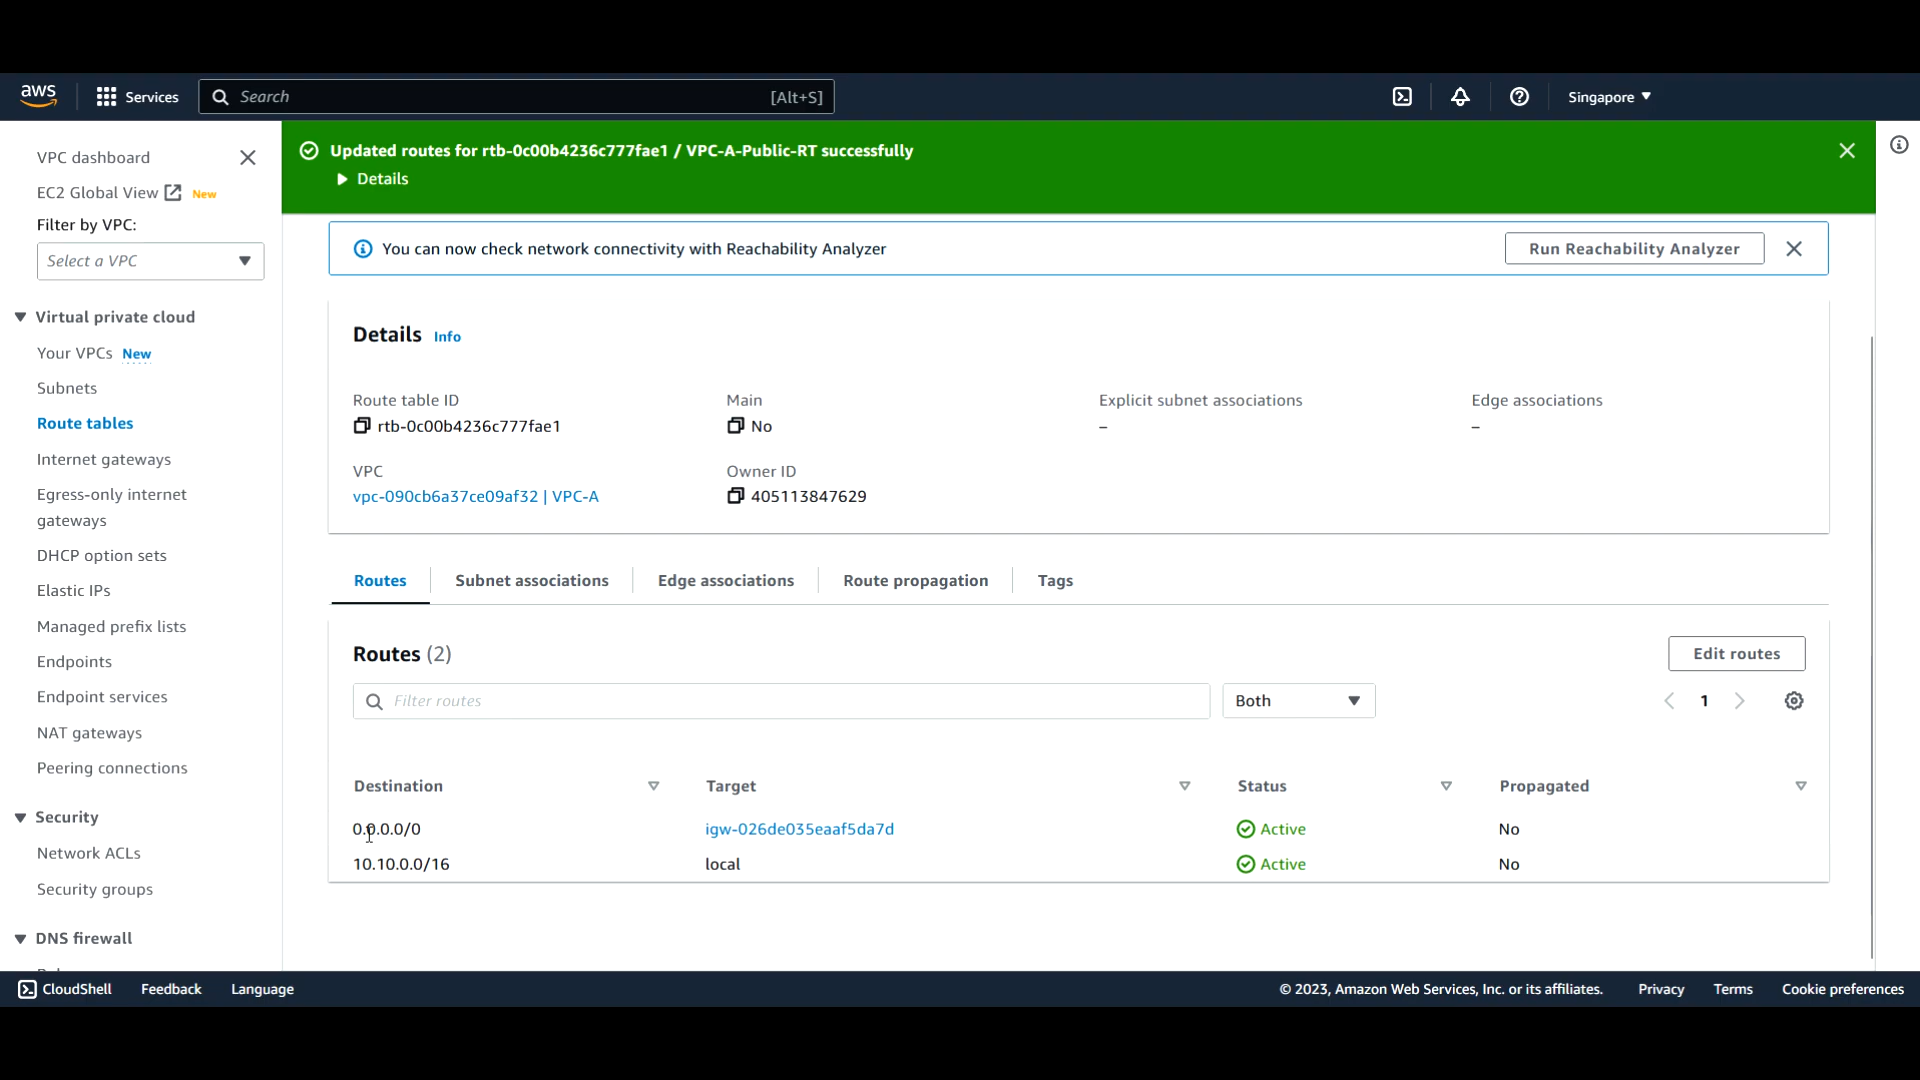 aws
Services
Search
[Alt+S]
Singapore
VPC dashboard
EC2 Global View
New
Filter by VPC:
Select a VPC
Virtual private cloud
Your VPCs New
Subnets
Route tables
Internet gateways
Egress-only internet
gateways
DHCP option sets
Elastic IPs
Managed prefix lists
Endpoints
Endpoint services
NAT gateways
Peering connections
Security
Network ACLs
Security groups
DNS firewall
Updated routes for rtb-0c00b4236c777fae1 / VPC-A-Public-RT successfully
Details
You can now check network connectivity with Reachability Analyzer
Run Reachability Analyzer
Details Info
Route table ID
rtb-0c00b4236c777fae1
Main
No
Explicit subnet associations
–
Edge associations
–
VPC
vpc-090cb6a37ce09af32 | VPC-A
Owner ID
405113847629
Routes
Subnet associations
Edge associations
Route propagation
Tags
Routes (2)
Edit routes
Filter routes
Both
1
Destination Target Status Propagated
0.0.0.0/0 igw-026de035eaaf5da7d Active No
10.10.0.0/16 local Active No
CloudShell
Feedback
Language
© 2023, Amazon Web Services, Inc. or its affiliates.
Privacy
Terms
Cookie preferences